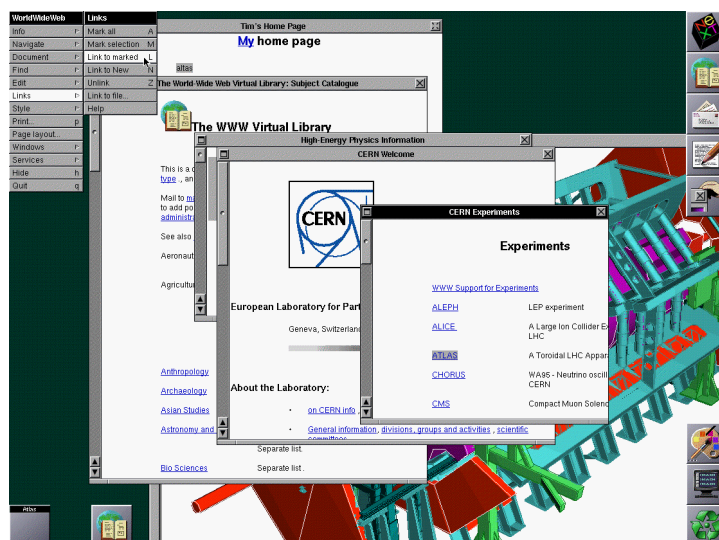 WorldWideWeb
Info
Navigate
Document
Find
Edit
Links
Style
Print... p
Page layout...
Windows
Services
Hide h
Quit q
Links
Mark all A
Mark selection M
Link to marked L
Link to New N
Unlink Z
Link to file...
Help
Tim's Home Page
My home page
atlas
The World-Wide Web Virtual Library: Subject Catalogue
The WWW Virtual Library
This is a
type ., an
Mail to
to add po
administr
See also
Aeronaut
Agricultu
Anthropology
Archaeology
Asian Studies
Astronomy and
Separate list.
Bio Sciences Separate list .
High-Energy Physics Information
CERN Welcome
CERN
European Laboratory for Part
Geneva, Switzerland
About the Laboratory:
• on CERN info ,
• General information, divisions, groups and activities , scientific
committees
CERN Experiments
Experiments
WWW Support for Experiments
ALEPH LEP experiment
ALICE A Large Ion Collider Ex
LHC
ATLAS A Toroidal LHC Appar
CHORUS WA95 - Neutrino oscill
CERN
CMS Compact Muon Soleno
Atlas